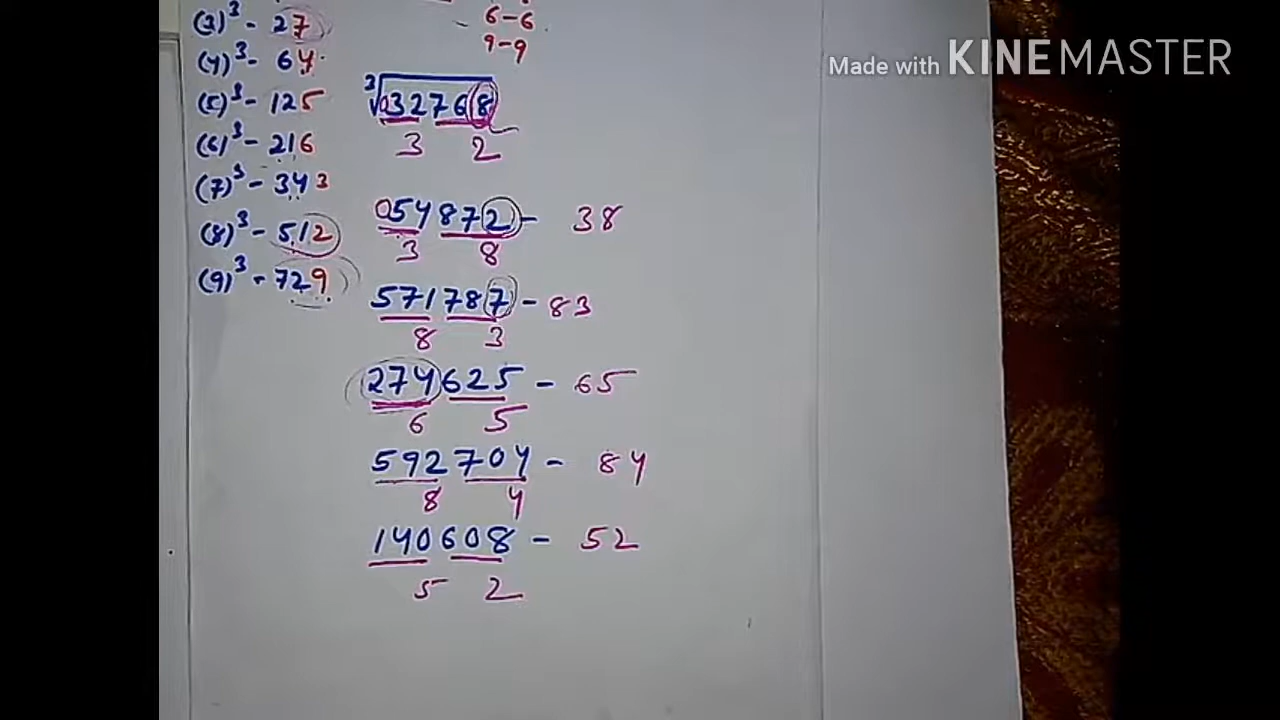 (3)³ - 27
(4)³ - 64
(5)³ - 125
(6)³ - 216
(7)³ - 343
(8)³ - 512
(9)³ - 729
6-6
9-9
³√032768
3 2
054872 - 38
3 8
571787 - 83
8 3
274625 - 65
6 5
592704 - 84
8 4
140608 - 52
5 2
Made with KINEMASTER